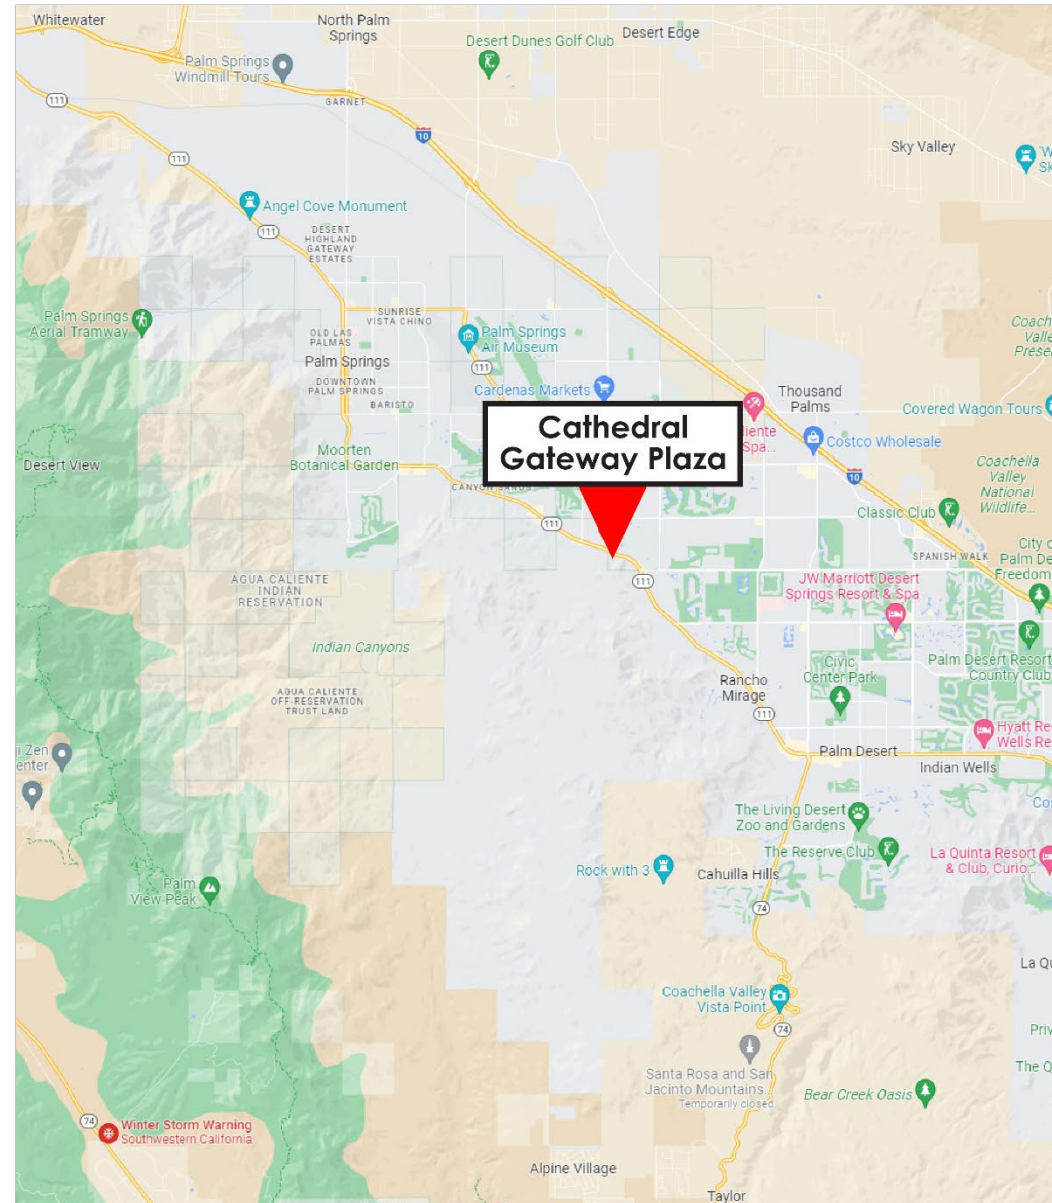 Whitewater
North Palm
Springs
Desert Dunes Golf Club
Desert Edge
Palm Springs
Windmill Tours
111
GARNET
10
111
Sky Valley
Angel Cove Monument
111
DESERT
HIGHLAND
GATEWAY
ESTATES
Palm Springs
Aerial Tramway
SUNRISE
VISTA CHINO
OLD LAS
PALMAS
Palm Springs
Air Museum
Palm Springs
111
DOWNTOWN
PALM SPRINGS
Cardenas Markets
Thousand
Palms
BARISTO
Covered Wagon Tours
Cathedral
Gateway Plaza
Costco Wholesale
Moorten
Botanical Garden
Desert View
Coachella
Valley
National
Wildlife...
10
CANYON SANDS
Classic Club
111
SPANISH WALK
City
Palm
Freedom
111
AGUA CALIENTE
INDIAN
RESERVATION
JW Marriott Desert
Springs Resort & Spa
Indian Canyons
Civic
Center Park
Palm Desert Resort
Country Club
Rancho
Mirage
AGUA CALIENTE
OFF-RESERVATION
TRUST LAND
111
Palm Desert
Indian Wells
The Living Desert
Zoo and Gardens
The Reserve Club
La Quinta Resort
& Club, Curio...
Rock with 3
Cahuilla Hills
Palm
View Peak
74
La
Coachella Valley
Vista Point
74
Santa Rosa and San
Jacinto Mountains...
Temporarily closed
Bear Creek Oasis
The
74
Winter Storm Warning
Southwestern California
Alpine Village
Taylor